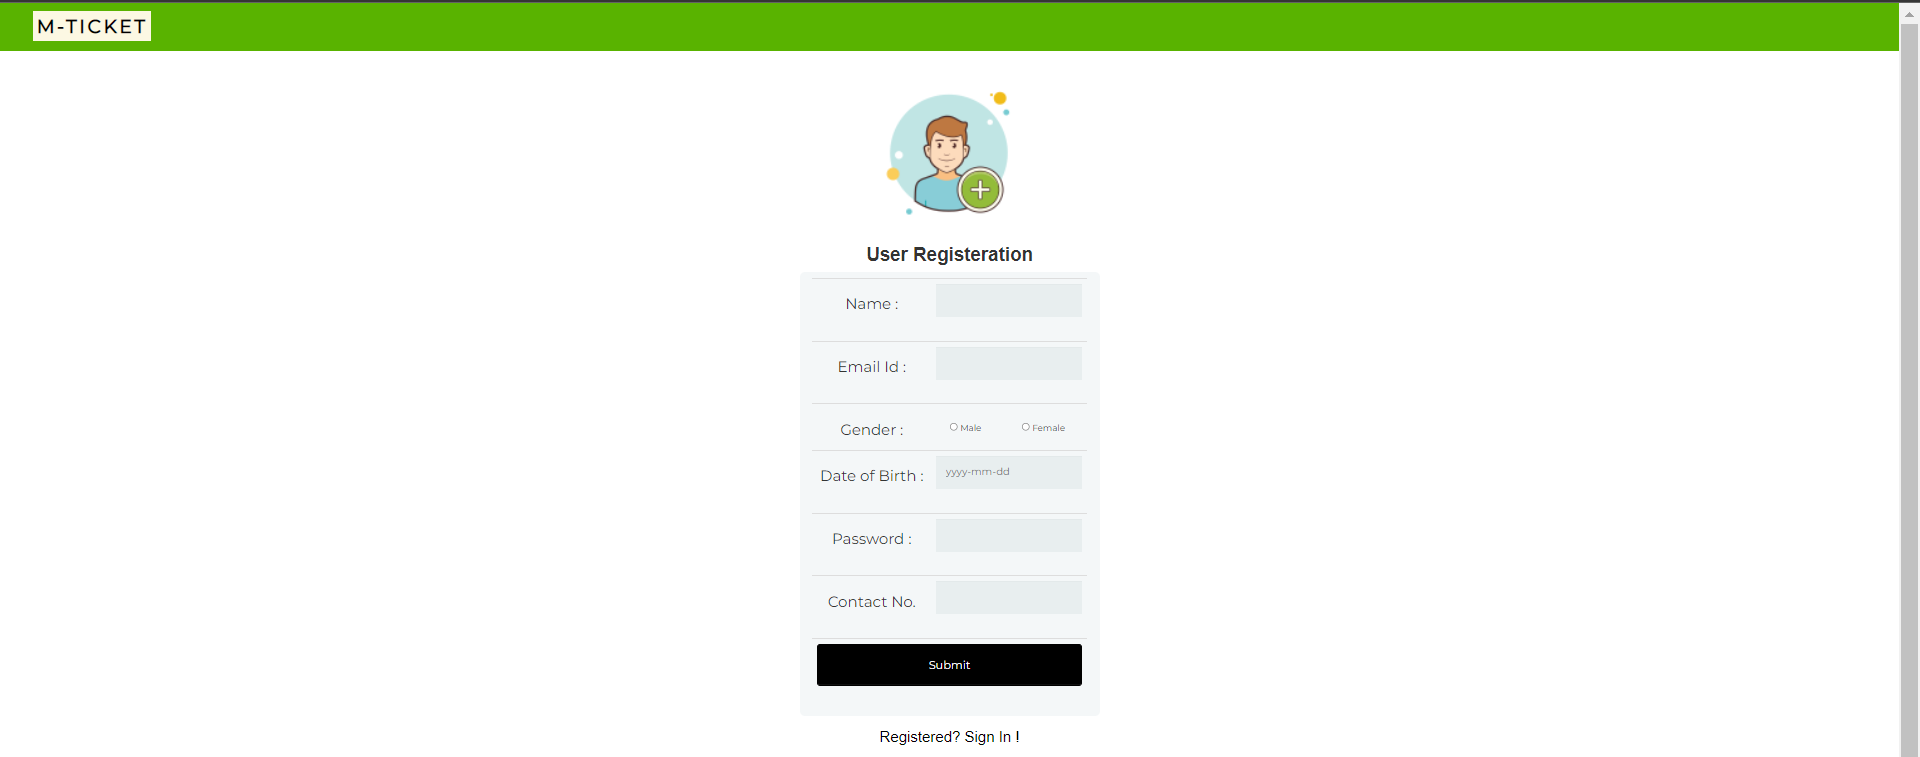 M-TICKET
User Registeration
Name :
Email Id :
Gender : Male Female
Date of Birth : yyyy-mm-dd
Password :
Contact No.
Submit
Registered? Sign In !